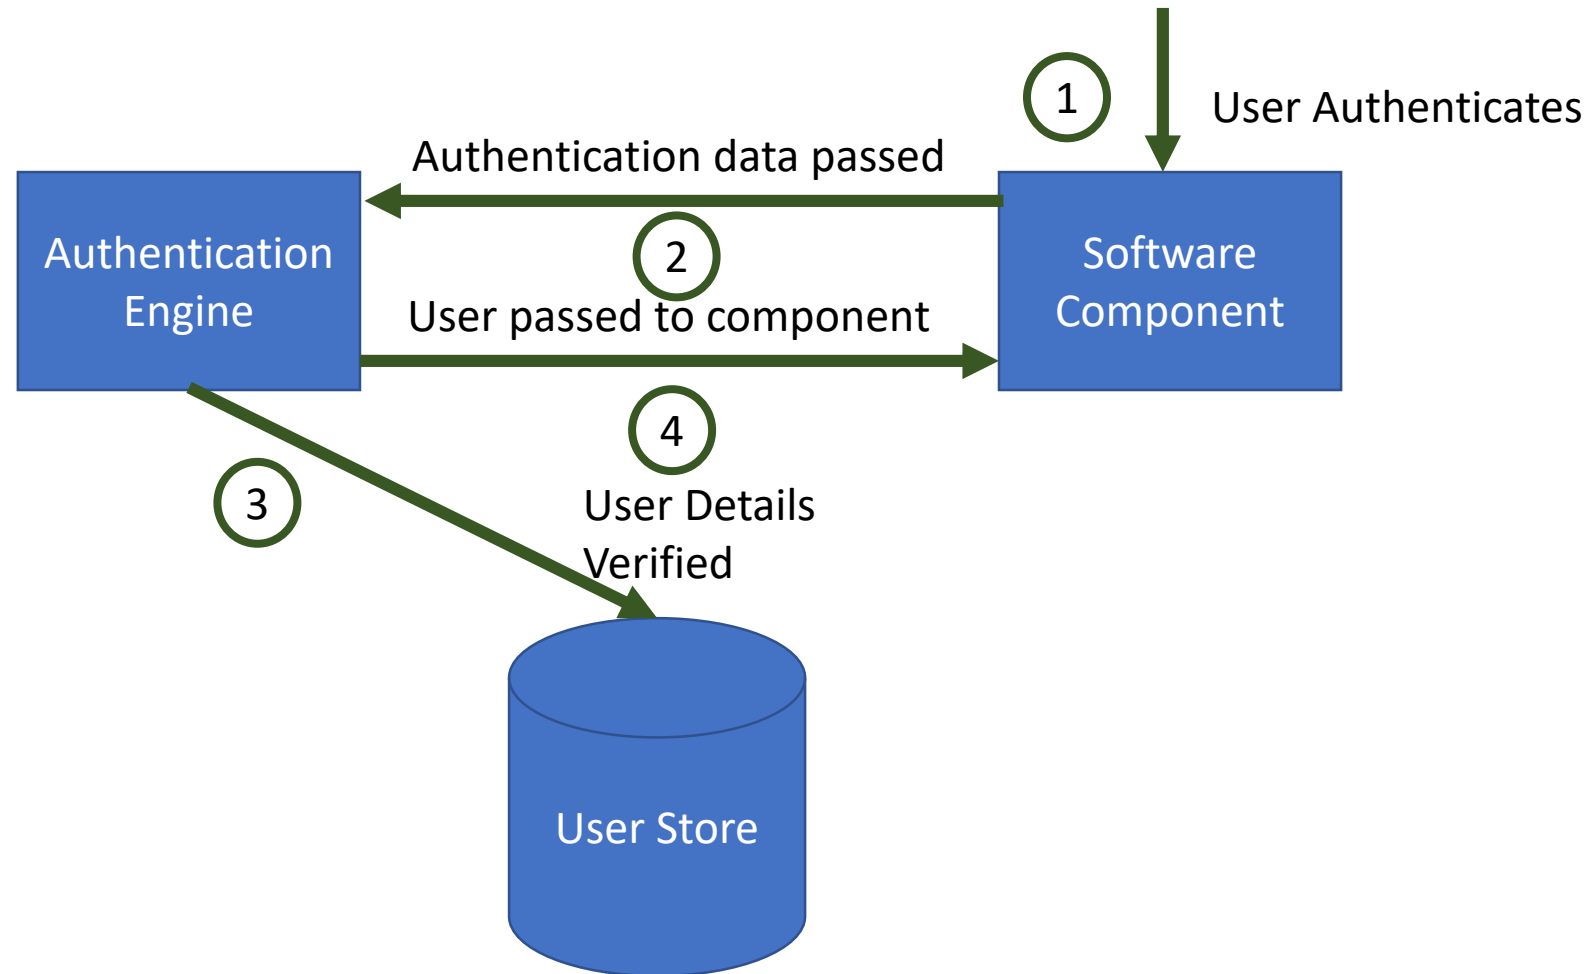 1
User Authenticates
Authentication data passed
Authentication
Engine
2
Software
Component
User passed to component
4
3
User Details
Verified
User Store